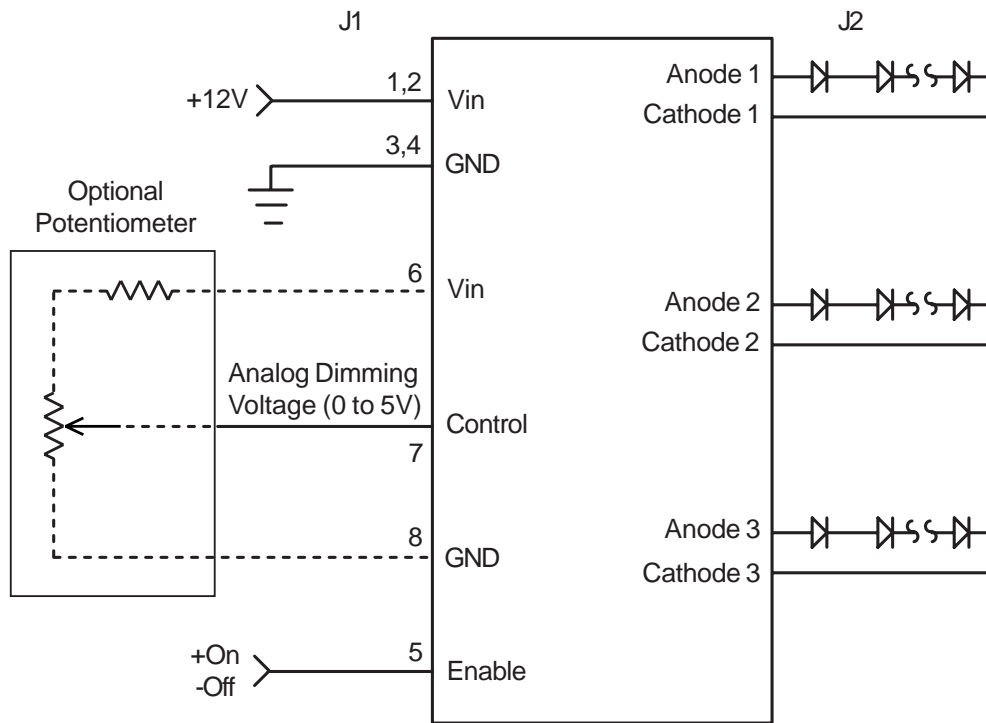 J1
J2
+12V
1,2
Vin
3,4
GND
Optional
Potentiometer
6
Vin
Analog Dimming
Voltage (0 to 5V)
Control
7
8
GND
+On
-Off
5
Enable
Anode 1
Cathode 1
Anode 2
Cathode 2
Anode 3
Cathode 3